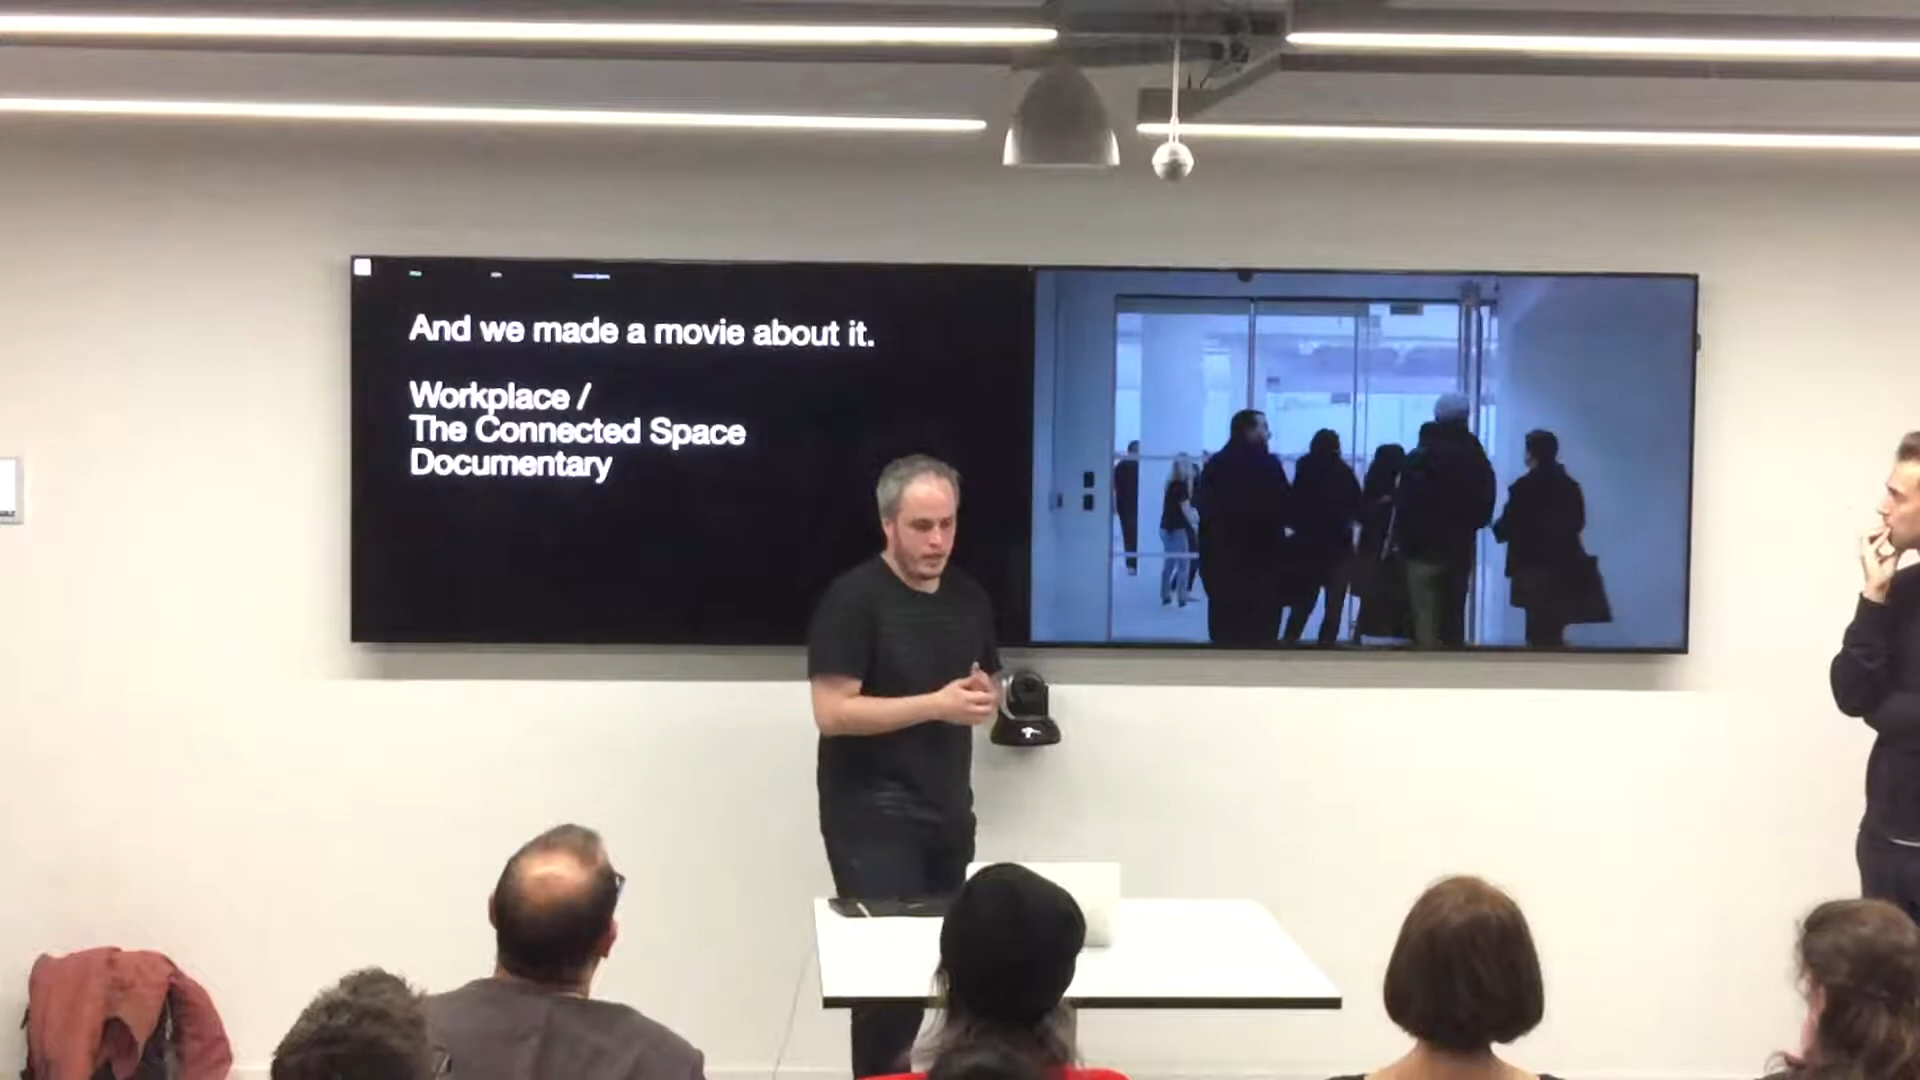 And we made a movie about it.
Workplace /
The Connected Space
Documentary